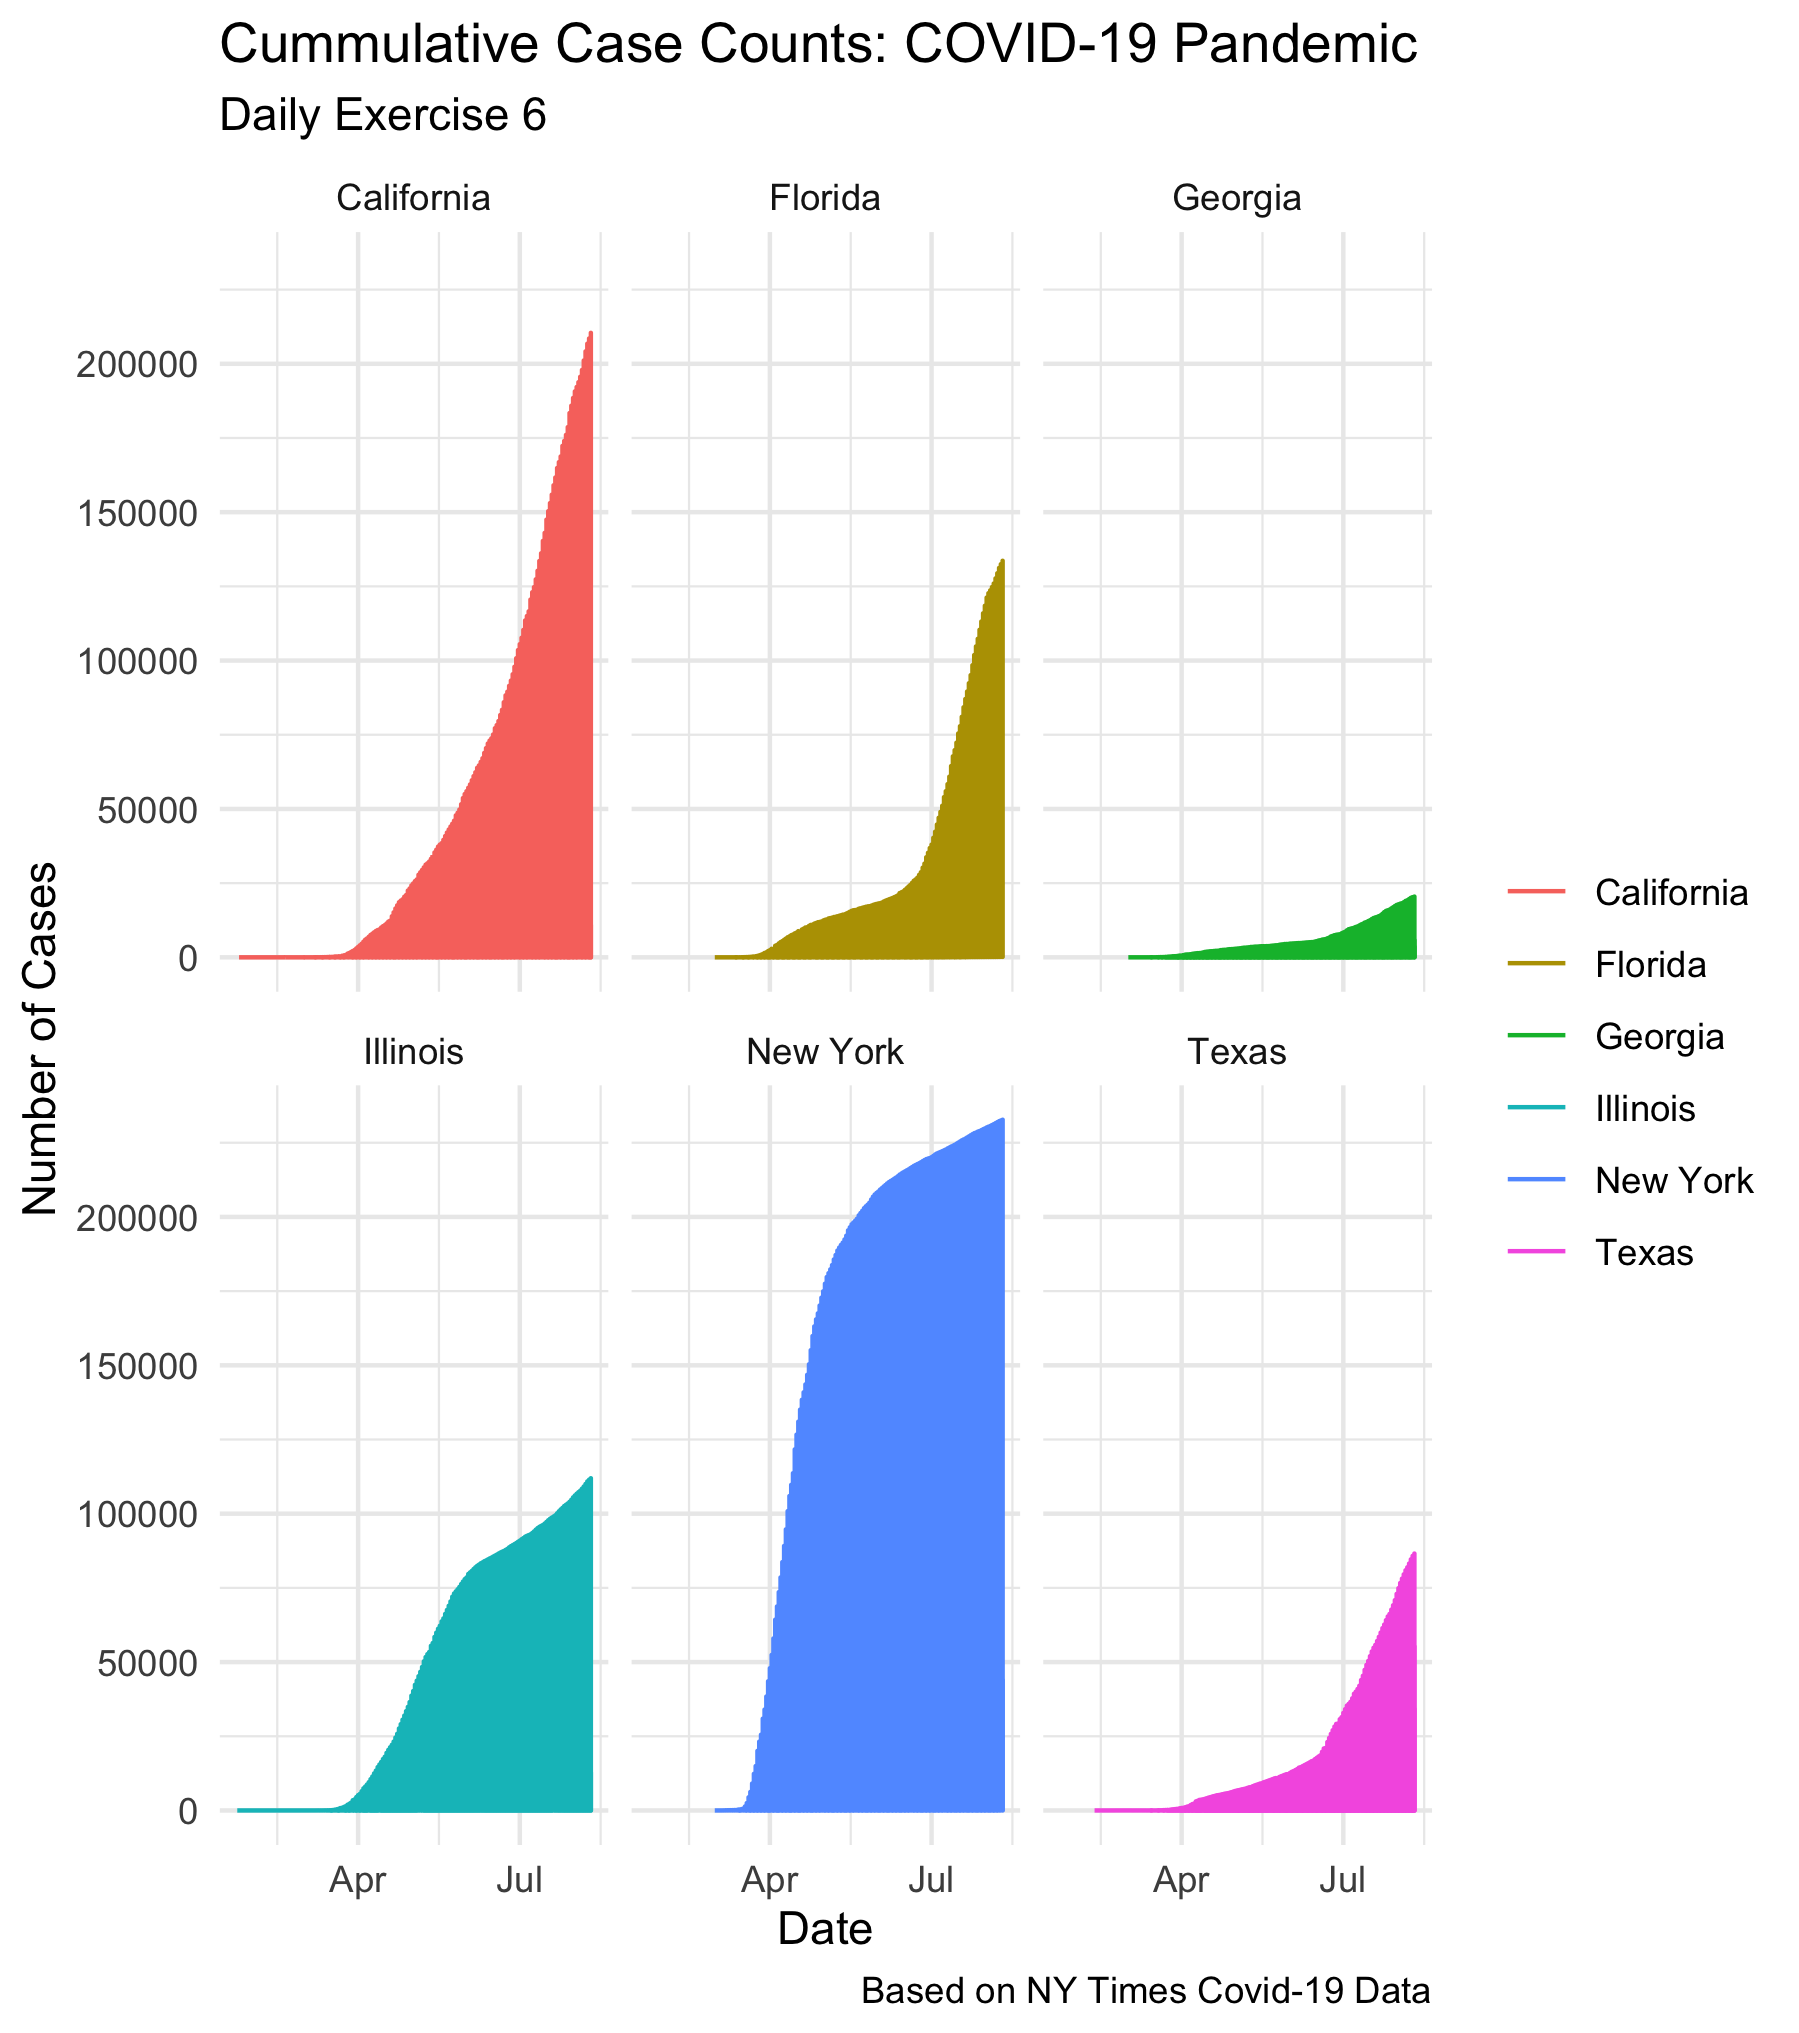 Cummulative Case Counts: COVID-19 Pandemic
Daily Exercise 6
California
Florida
Georgia
200000
150000
100000
50000
0
Illinois
New York
Texas
200000
150000
100000
50000
0
Apr
Jul
Apr
Jul
Apr
Jul
Number of Cases
Date
California
Florida
Georgia
Illinois
New York
Texas
Based on NY Times Covid-19 Data